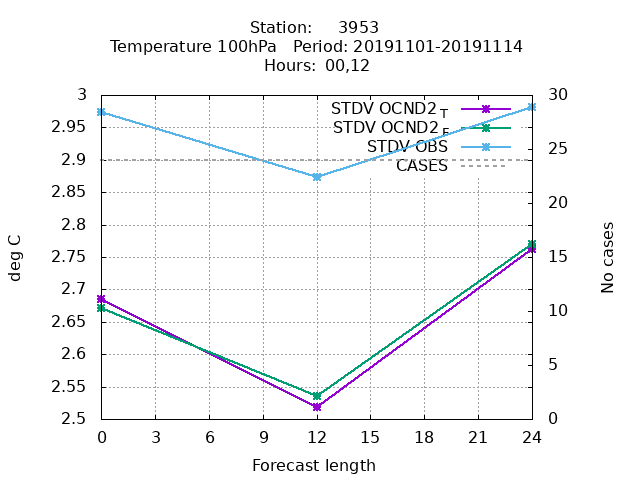 Station: 3953
Temperature 100hPa Period: 20191101-20191114
Hours: 00,12
3
2.95
2.9
2.85
2.8
2.75
2.7
2.65
2.6
2.55
2.5
deg C
STDV OCND2 T
STDV OCND2 F
STDV OBS
CASES
30
25
20
15
10
5
0
No cases
0 3 6 9 12 15 18 21 24
Forecast length